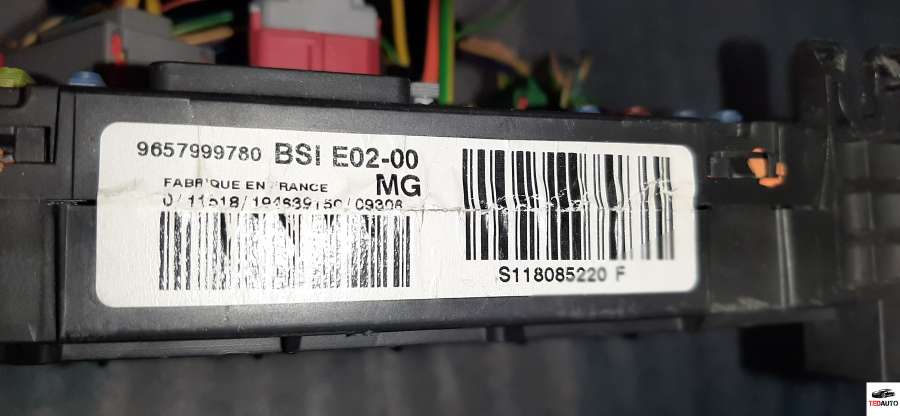 9657999780 BSI E02-00
MG
FABRIQUE EN FRANCE
S118085220 F
TEDAUTO